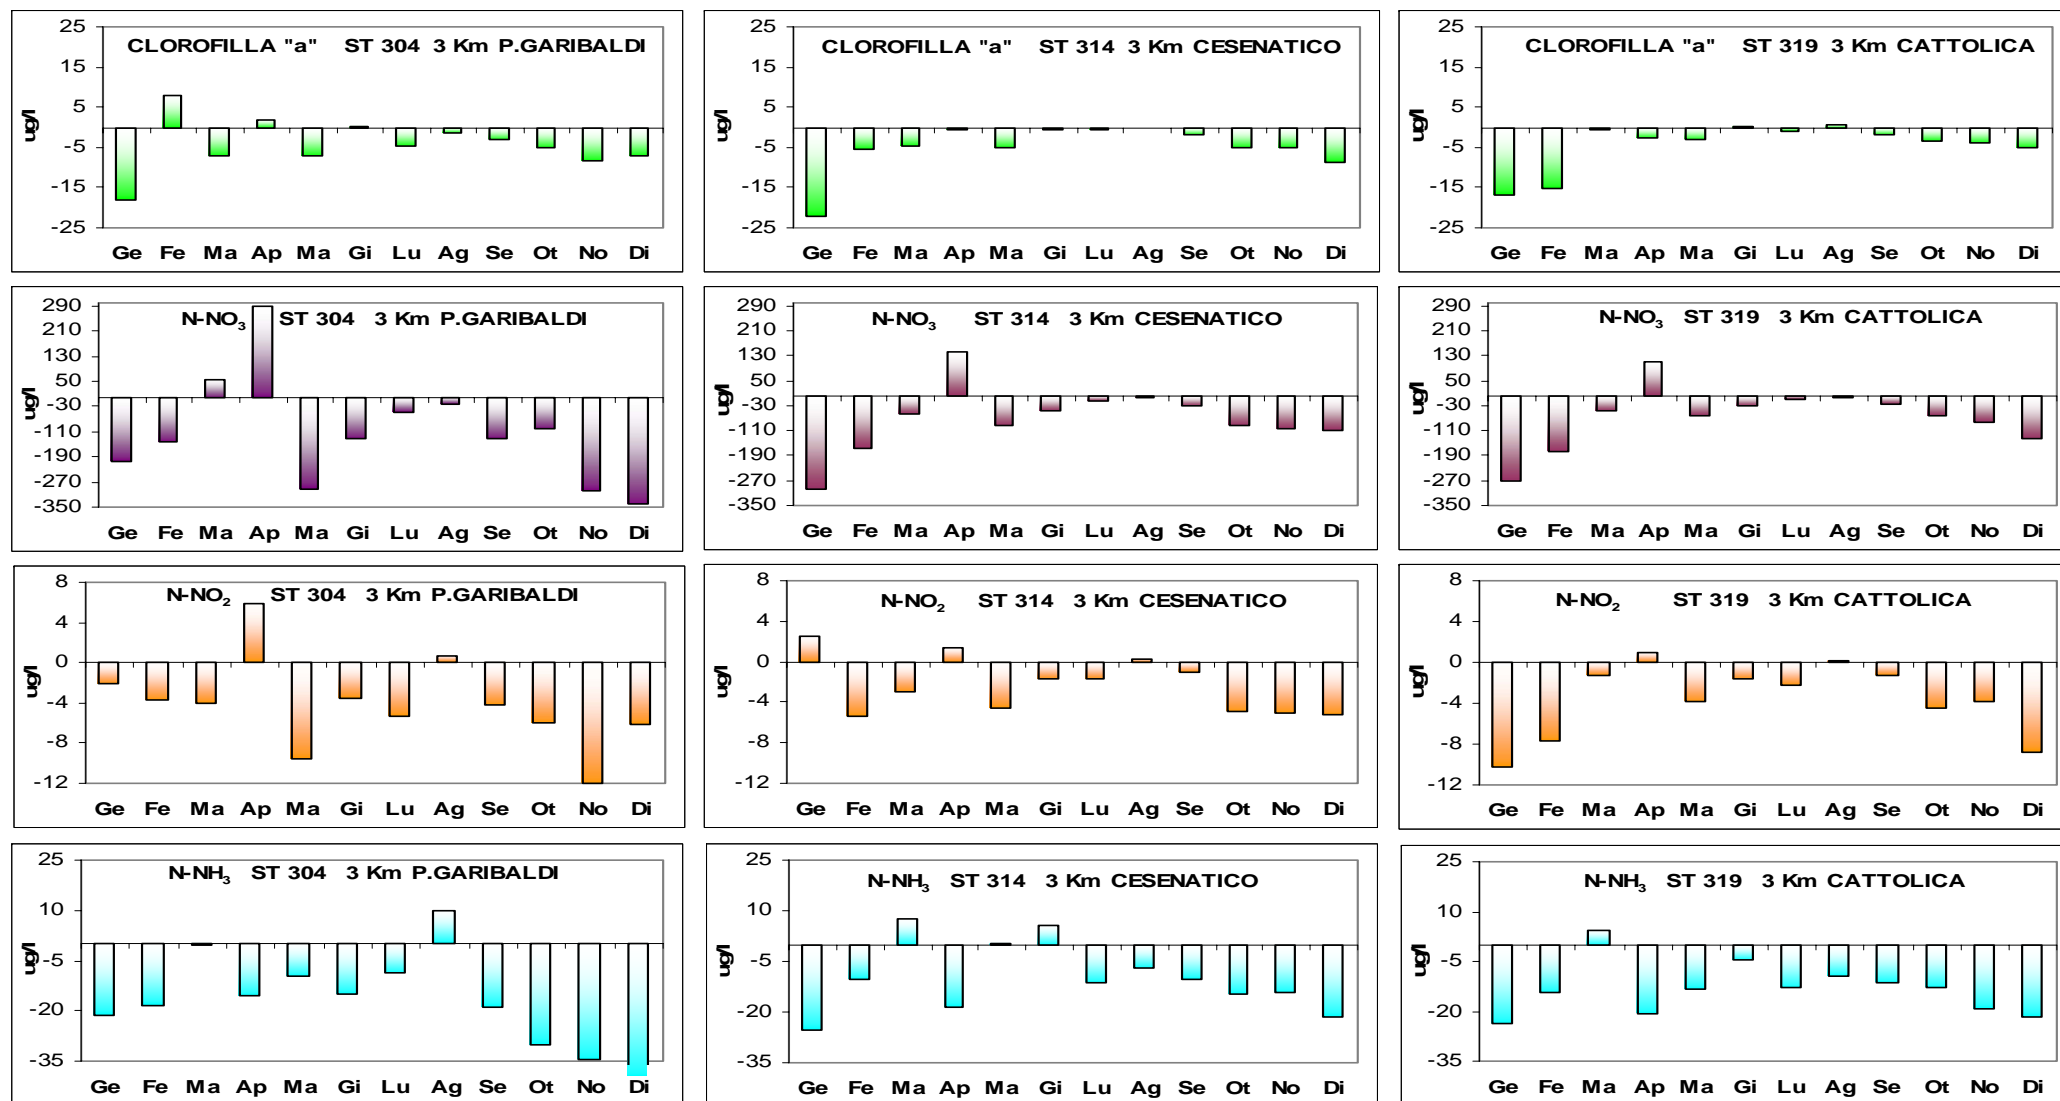 CLOROFILLA "a" ST 304 3 Km P.GARIBALDI
ug/l
25
15
5
-5
-15
-25
Ge Fe Ma Ap Ma Gi Lu Ag Se Ot No Di
CLOROFILLA "a" ST 314 3 Km CESENATICO
ug/l
25
15
5
-5
-15
-25
Ge Fe Ma Ap Ma Gi Lu Ag Se Ot No Di
CLOROFILLA "a" ST 319 3 Km CATTOLICA
ug/l
25
15
5
-5
-15
-25
Ge Fe Ma Ap Ma Gi Lu Ag Se Ot No Di
N-NO3 ST 304 3 Km P.GARIBALDI
ug/l
290
210
130
50
-30
-110
-190
-270
-350
Ge Fe Ma Ap Ma Gi Lu Ag Se Ot No Di
N-NO3 ST 314 3 Km CESENATICO
ug/l
290
210
130
50
-30
-110
-190
-270
-350
Ge Fe Ma Ap Ma Gi Lu Ag Se Ot No Di
N-NO3 ST 319 3 Km CATTOLICA
ug/l
290
210
130
50
-30
-110
-190
-270
-350
Ge Fe Ma Ap Ma Gi Lu Ag Se Ot No Di
N-NO2 ST 304 3 Km P.GARIBALDI
ug/l
8
4
0
-4
-8
-12
Ge Fe Ma Ap Ma Gi Lu Ag Se Ot No Di
N-NO2 ST 314 3 Km CESENATICO
ug/l
8
4
0
-4
-8
-12
Ge Fe Ma Ap Ma Gi Lu Ag Se Ot No Di
N-NO2 ST 319 3 Km CATTOLICA
ug/l
8
4
0
-4
-8
-12
Ge Fe Ma Ap Ma Gi Lu Ag Se Ot No Di
N-NH3 ST 304 3 Km P.GARIBALDI
ug/l
25
10
-5
-20
-35
Ge Fe Ma Ap Ma Gi Lu Ag Se Ot No Di
N-NH3 ST 314 3 Km CESENATICO
ug/l
25
10
-5
-20
-35
Ge Fe Ma Ap Ma Gi Lu Ag Se Ot No Di
N-NH3 ST 319 3 Km CATTOLICA
ug/l
25
10
-5
-20
-35
Ge Fe Ma Ap Ma Gi Lu Ag Se Ot No Di